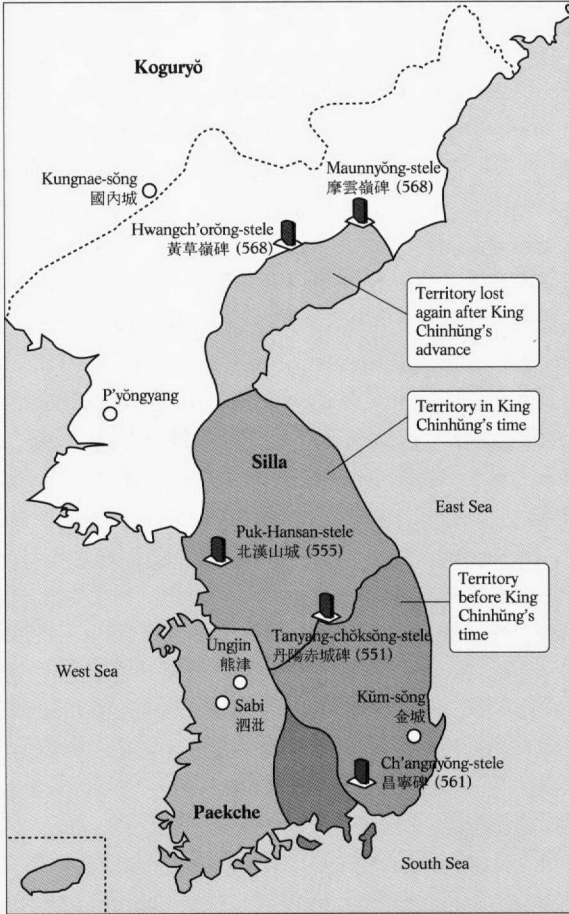 Koguryŏ
Maunnyŏng-stele
摩雲嶺碑 (568)
Kungnae-sŏng
國內城
Hwangch'orŏng-stele
黃草嶺碑 (568)
Territory lost
again after King
Chinhŭng's
advance
P'yŏngyang
Territory in King
Chinhŭng's time
Silla
East Sea
Puk-Hansan-stele
北漢山城 (555)
Territory
before King
Chinhŭng's
time
Tanyang-chŏksŏng-stele
丹陽赤城碑 (551)
Ungjin
熊津
West Sea
Sabi
泗沘
Kŭm-sŏng
金城
Ch'angnyŏng-stele
昌寧碑 (561)
Paekche
South Sea